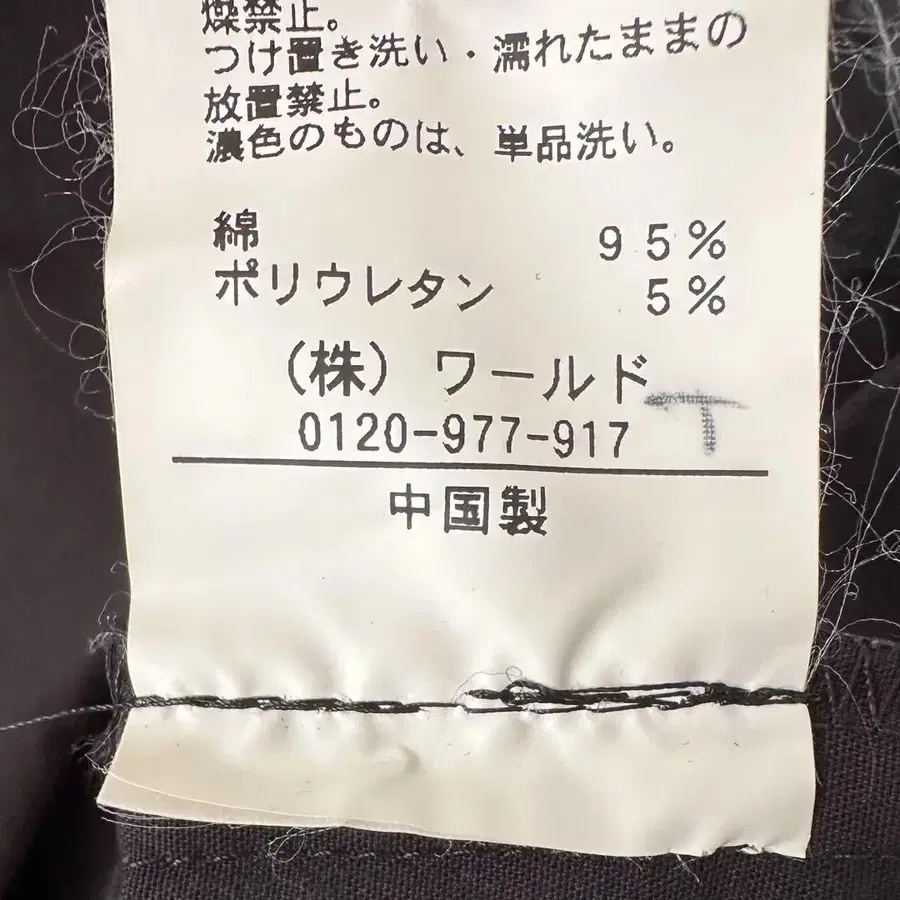 燥禁止。
つけ置き洗い・濡れたままの
放置禁止。
濃色のものは、単品洗い。
綿 95%
ポリウレタン 5%
(株) ワールド
0120-977-917 T
中国製